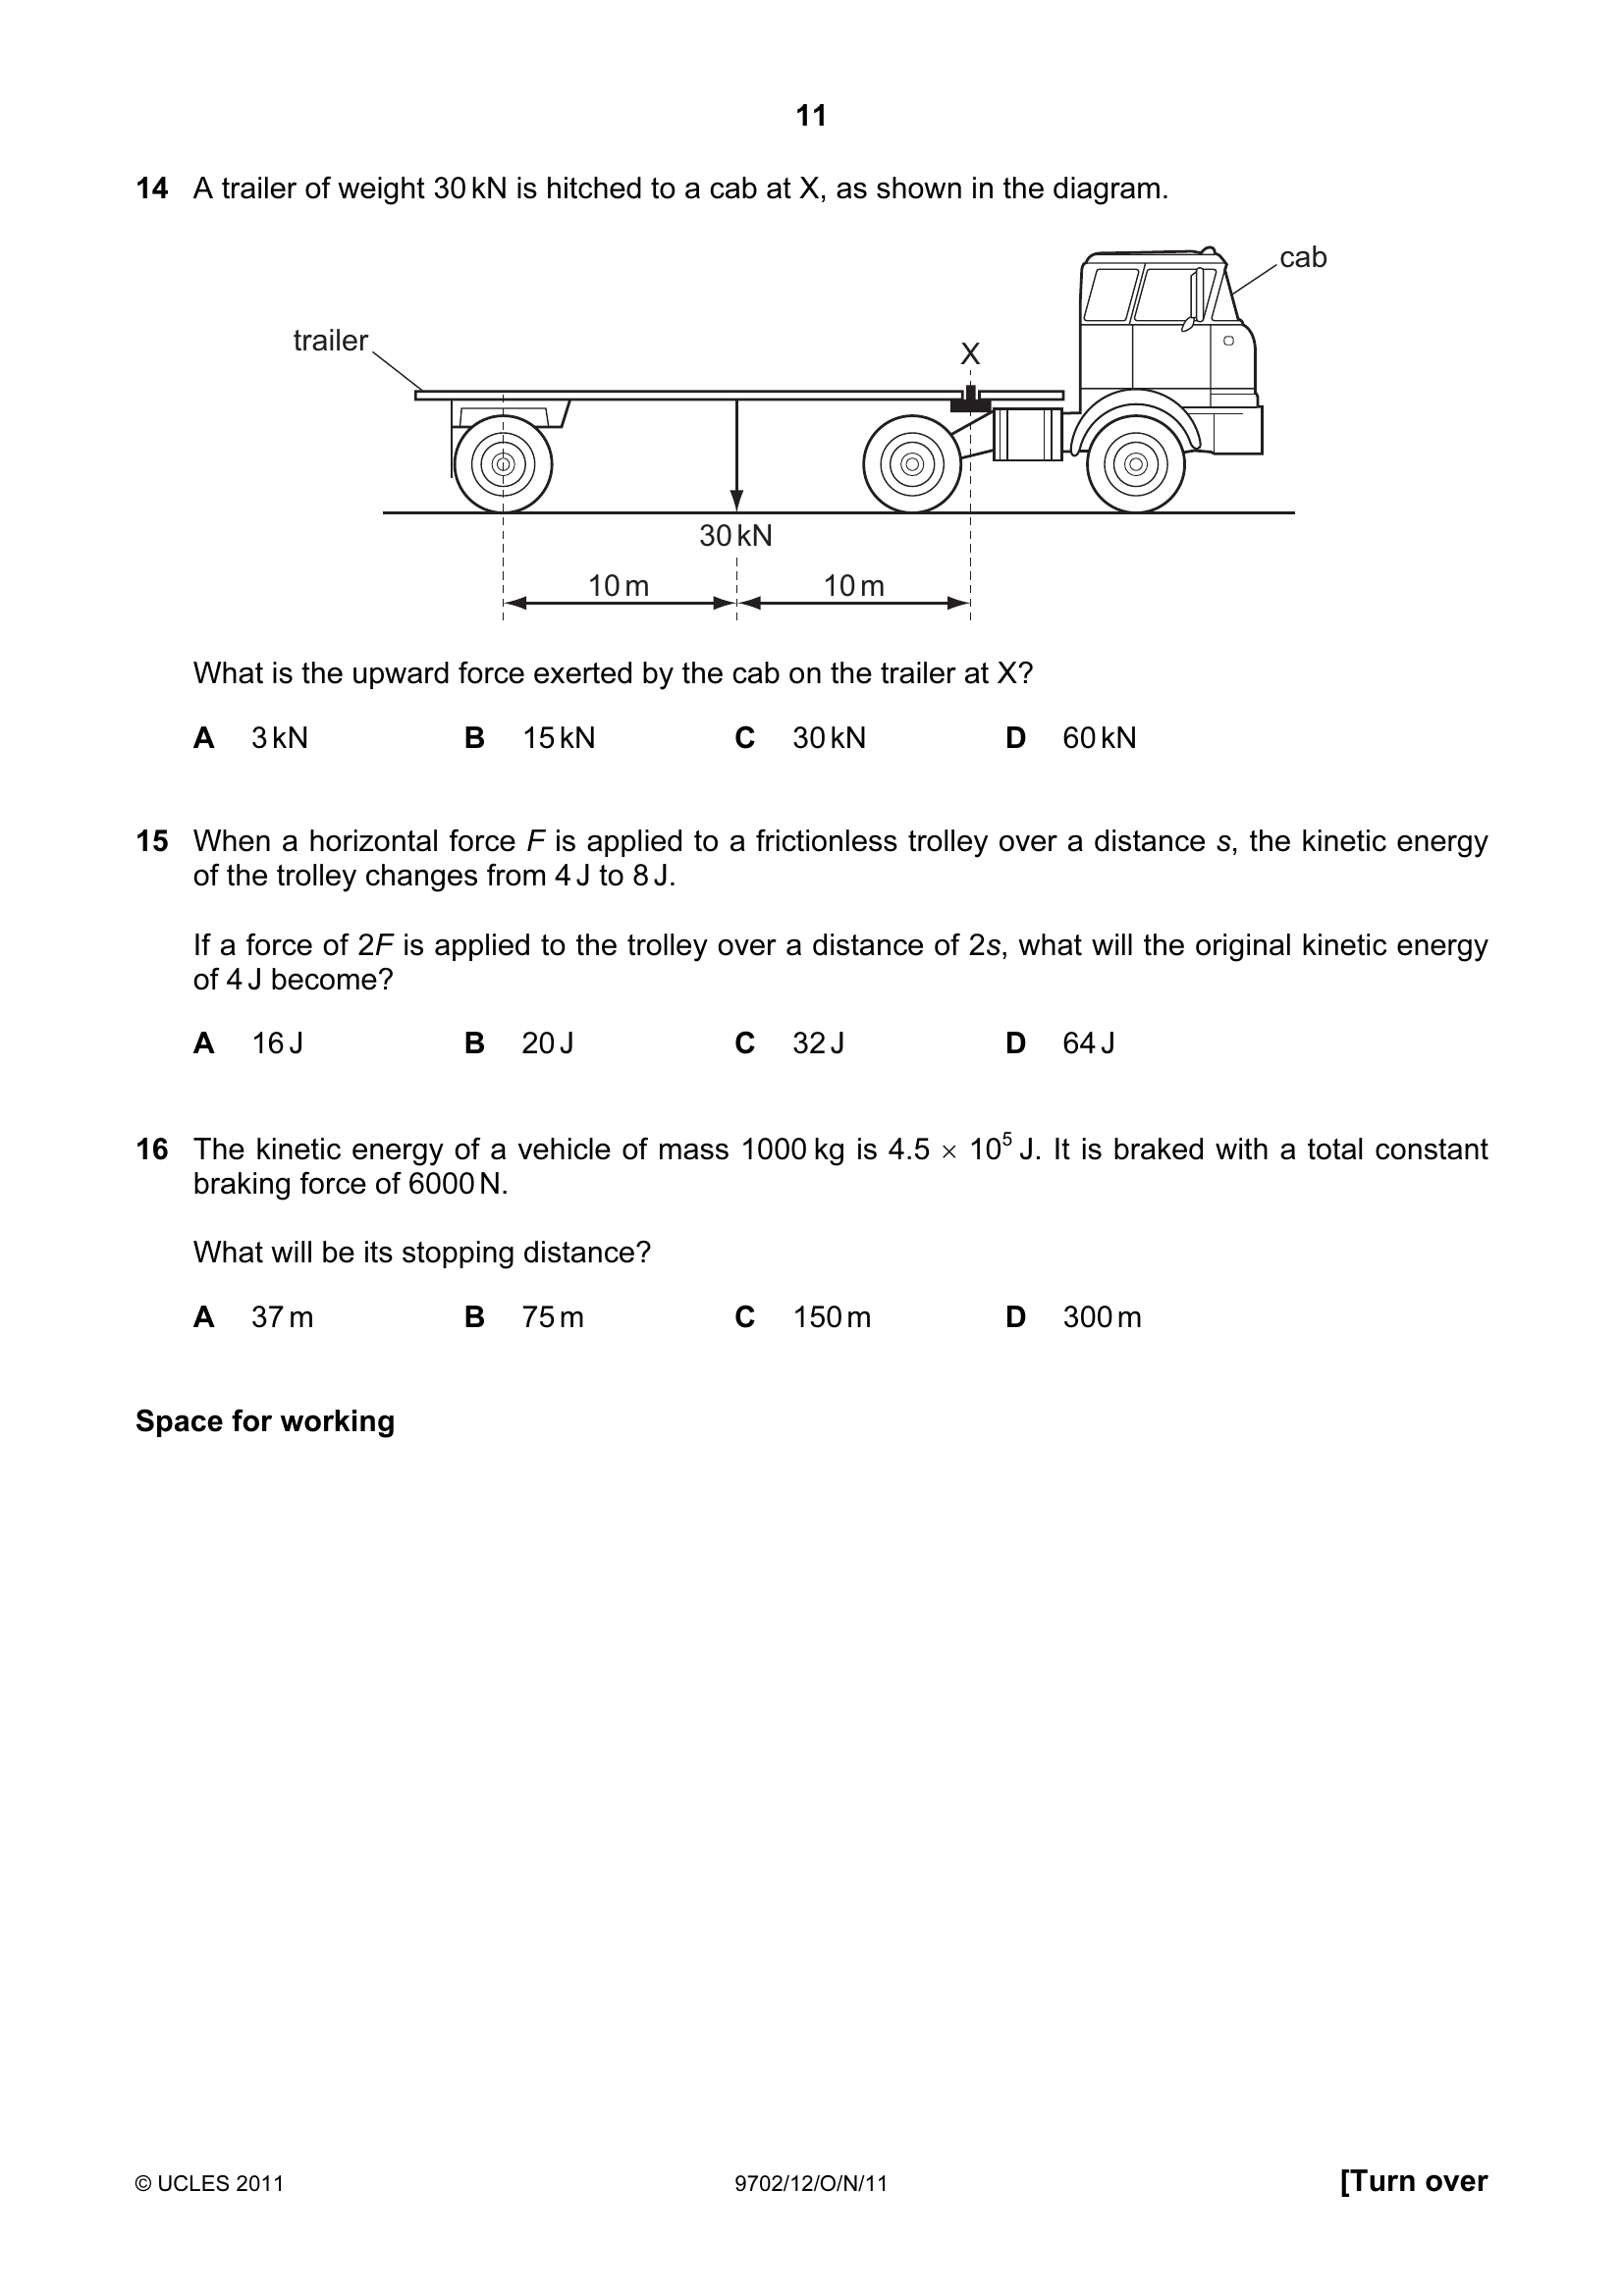 11
14 A trailer of weight 30 kN is hitched to a cab at X, as shown in the diagram.
cab
trailer
X
30 kN
10 m 10 m
What is the upward force exerted by the cab on the trailer at X?
A 3 kN B 15 kN C 30 kN D 60 kN
15 When a horizontal force F is applied to a frictionless trolley over a distance s, the kinetic energy
of the trolley changes from 4 J to 8 J.
If a force of 2F is applied to the trolley over a distance of 2s, what will the original kinetic energy
of 4 J become?
A 16 J B 20 J C 32 J D 64 J
16 The kinetic energy of a vehicle of mass 1000 kg is 4.5 × 10⁵ J. It is braked with a total constant
braking force of 6000 N.
What will be its stopping distance?
A 37 m B 75 m C 150 m D 300 m
Space for working
© UCLES 2011 9702/12/O/N/11 [Turn over